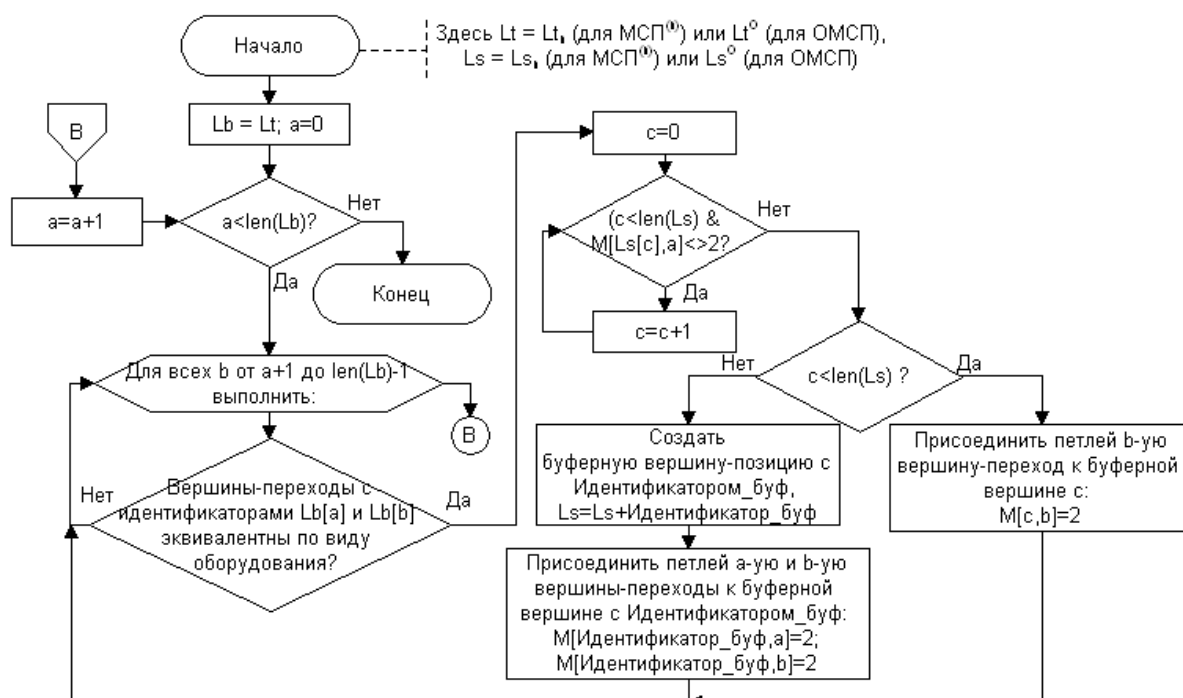 Начало
Здесь Lt = Lt, (для МСП⁽ᴵ⁾) или Ltᴼ (для ОМСП),
Ls = Ls, (для МСП⁽ᴵ⁾) или Lsᴼ (для ОМСП)
B
Lb = Lt; a=0
a=a+1
a<len(Lb)?
Нет
Да
Конец
Для всех b от a+1 до len(Lb)-1
выполнить:
B
Вершины-переходы с
идентификаторами Lb[a] и Lb[b]
эквивалентны по виду
оборудования?
Нет
Да
c=0
(c<len(Ls) &
M[Ls[c],a]<>2?
Нет
Да
c=c+1
c<len(Ls) ?
Нет
Да
Создать
буферную вершину-позицию с
Идентификатором_буф,
Ls=Ls+Идентификатор_буф
Присоединить петлей a-ую и b-ую
вершины-переходы к буферной
вершине с Идентификатором_буф:
M[Идентификатор_буф,a]=2;
M[Идентификатор_буф,b]=2
Присоединить петлей b-ую
вершину-переход к буферной
вершине c:
M[c,b]=2